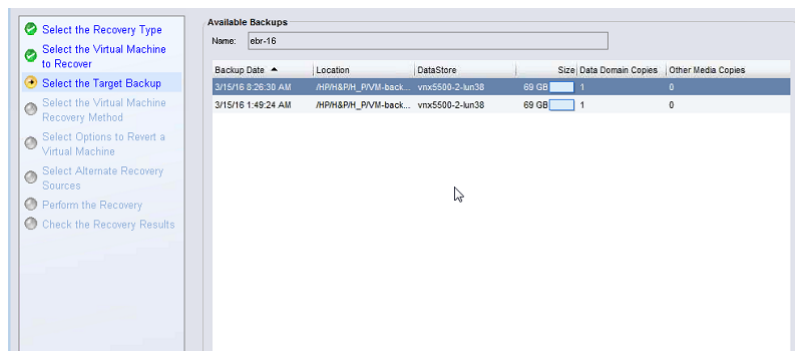 Select the Recovery Type
Select the Virtual Machine
to Recover
Select the Target Backup
Select the Virtual Machine
Recovery Method
Select Options to Revert a
Virtual Machine
Select Alternate Recovery
Sources
Perform the Recovery
Check the Recovery Results
Available Backups
Name: ebr-16
Backup Date Location DataStore Size Data Domain Copies Other Media Copies
3/15/16 8:26:30 AM /HP/H&P/H_P/VM-back... vnx5500-2-lun38 69 GB 1 0
3/15/16 1:49:24 AM /HP/H&P/H_P/VM-back... vnx5500-2-lun38 69 GB 1 0